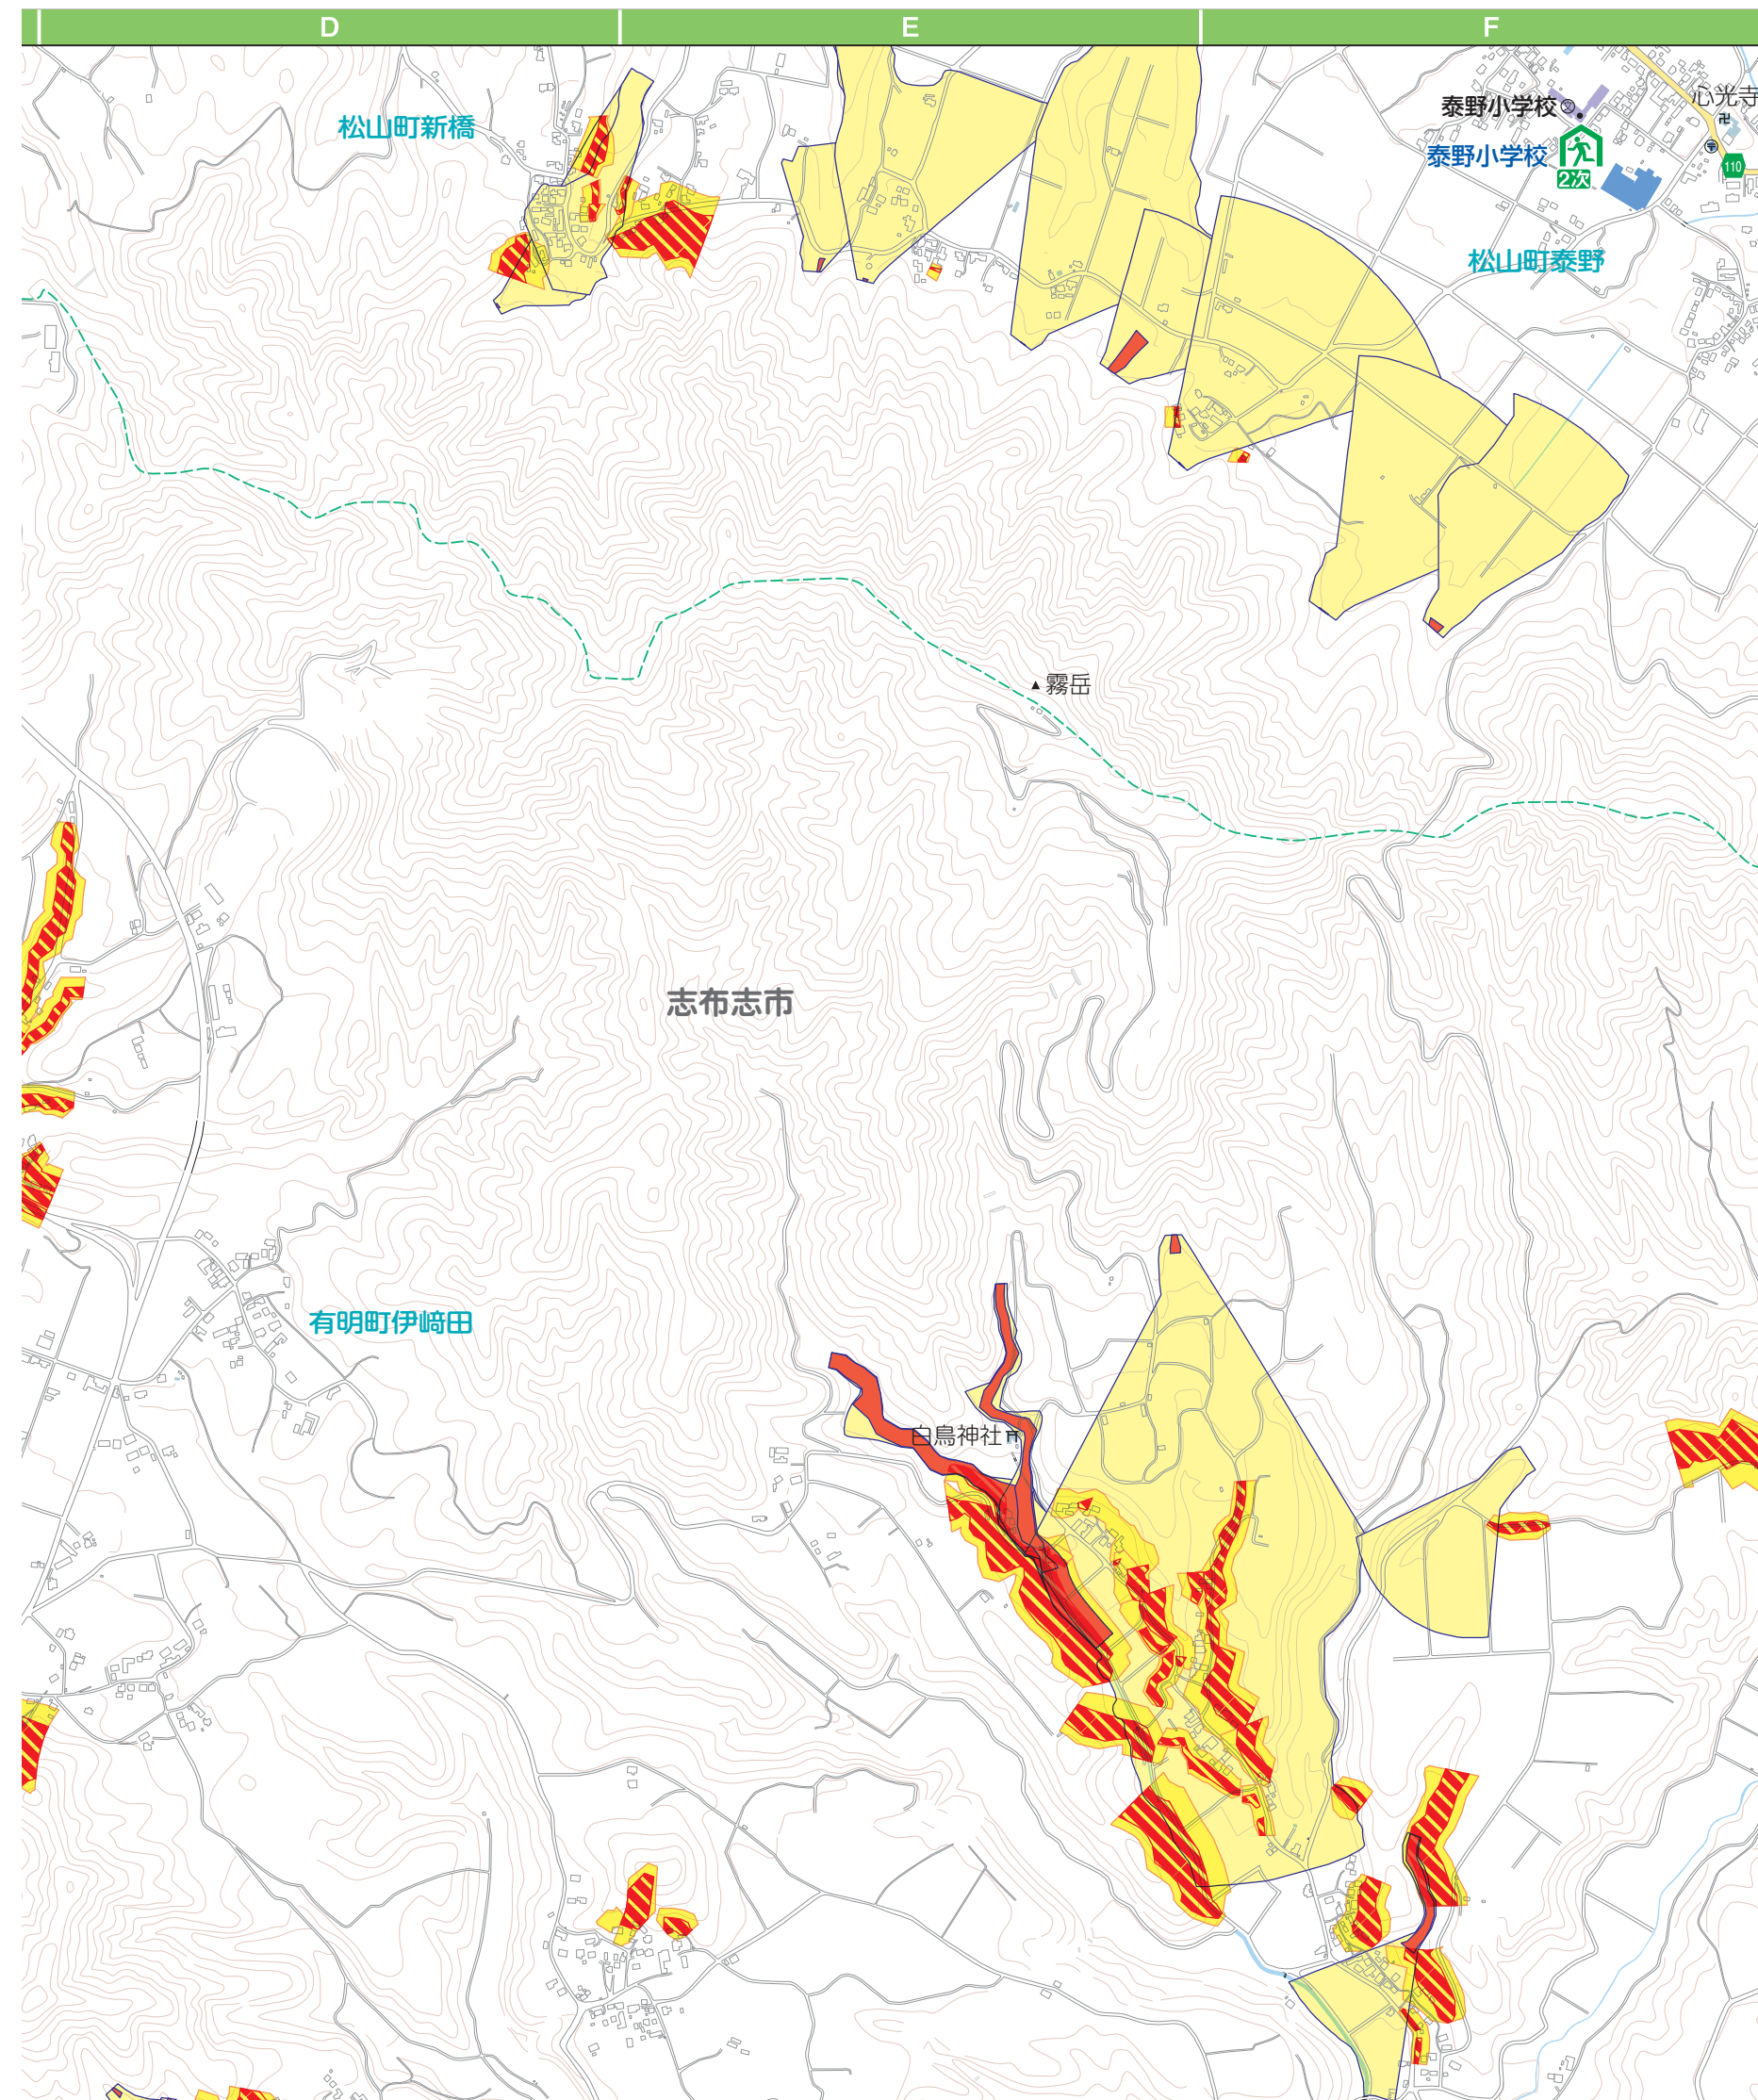 D
E
F
心光寺
泰野小学校
松山町新橋
泰野小学校
2次
110
松山町泰野
霧岳
志布志市
有明町伊﨑田
白鳥神社